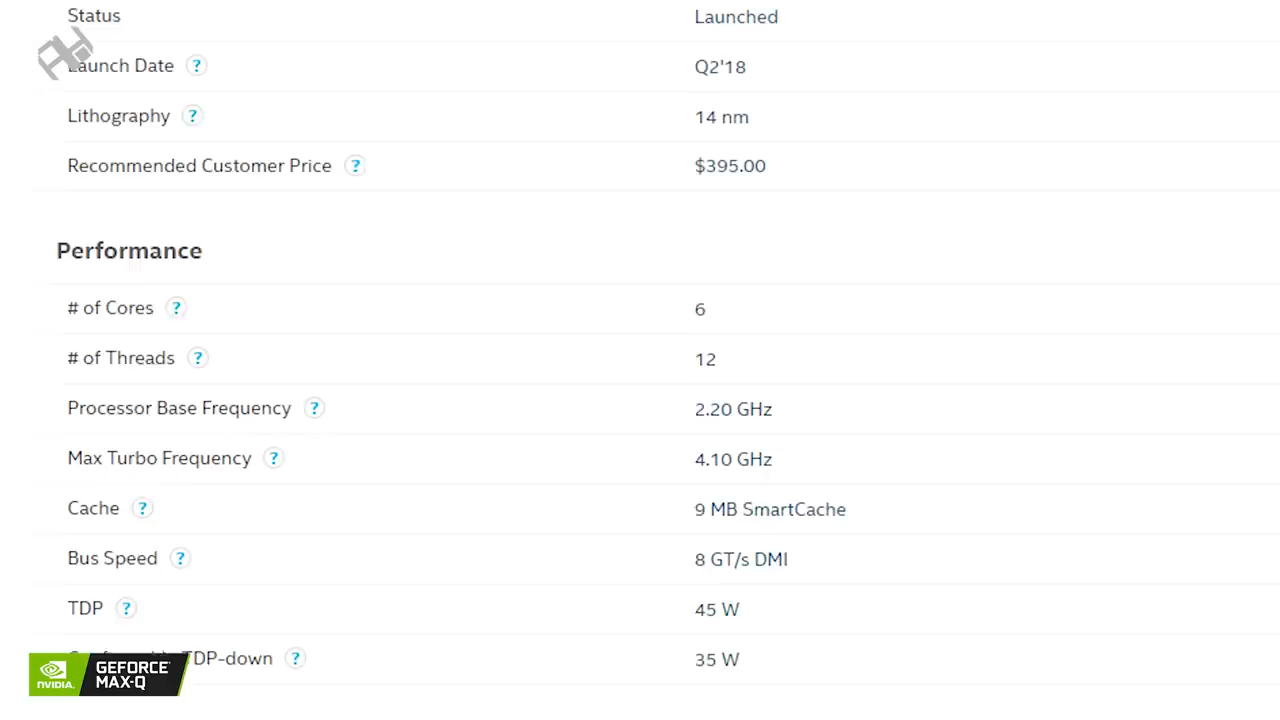 Status Launched
Launch Date ? Q2'18
Lithography ? 14 nm
Recommended Customer Price ? $395.00
Performance
# of Cores ? 6
# of Threads ? 12
Processor Base Frequency ? 2.20 GHz
Max Turbo Frequency ? 4.10 GHz
Cache ? 9 MB SmartCache
Bus Speed ? 8 GT/s DMI
TDP ? 45 W
TDP-down ? 35 W
NVIDIA. GEFORCE
MAX-Q